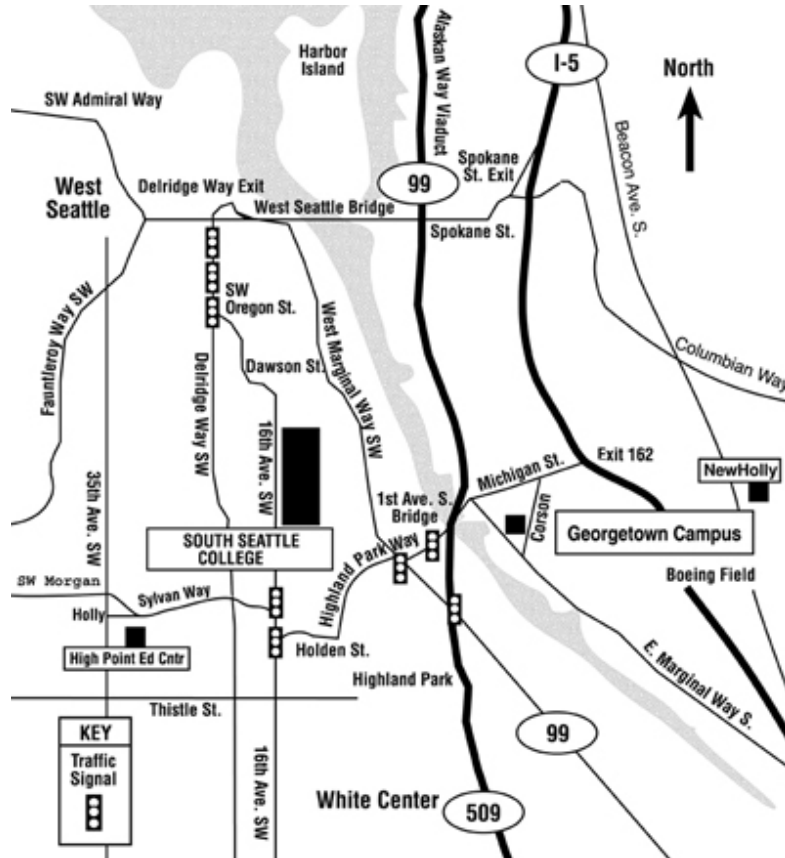 Harbor
Island
Alaskan Way Viaduct
I-5
North
SW Admiral Way
Beacon Ave. S.
West
Seattle
Delridge Way Exit
99
Spokane
St. Exit
West Seattle Bridge
Spokane St.
SW
Oregon St.
Fauntleroy Way SW
West Marginal Way SW
Dawson St.
Columbian Way
Delridge Way SW
16th Ave. SW
35th Ave. SW
Michigan St.
Exit 162
NewHolly
1st Ave. S.
Bridge
Corson
Georgetown Campus
SOUTH SEATTLE
COLLEGE
Highland Park Way
Boeing Field
SW Morgan
Sylvan Way
Holly
High Point Ed Cntr
Holden St.
E. Marginal Way S.
Highland Park
Thistle St.
KEY
Traffic
Signal
16th Ave. SW
99
White Center
509